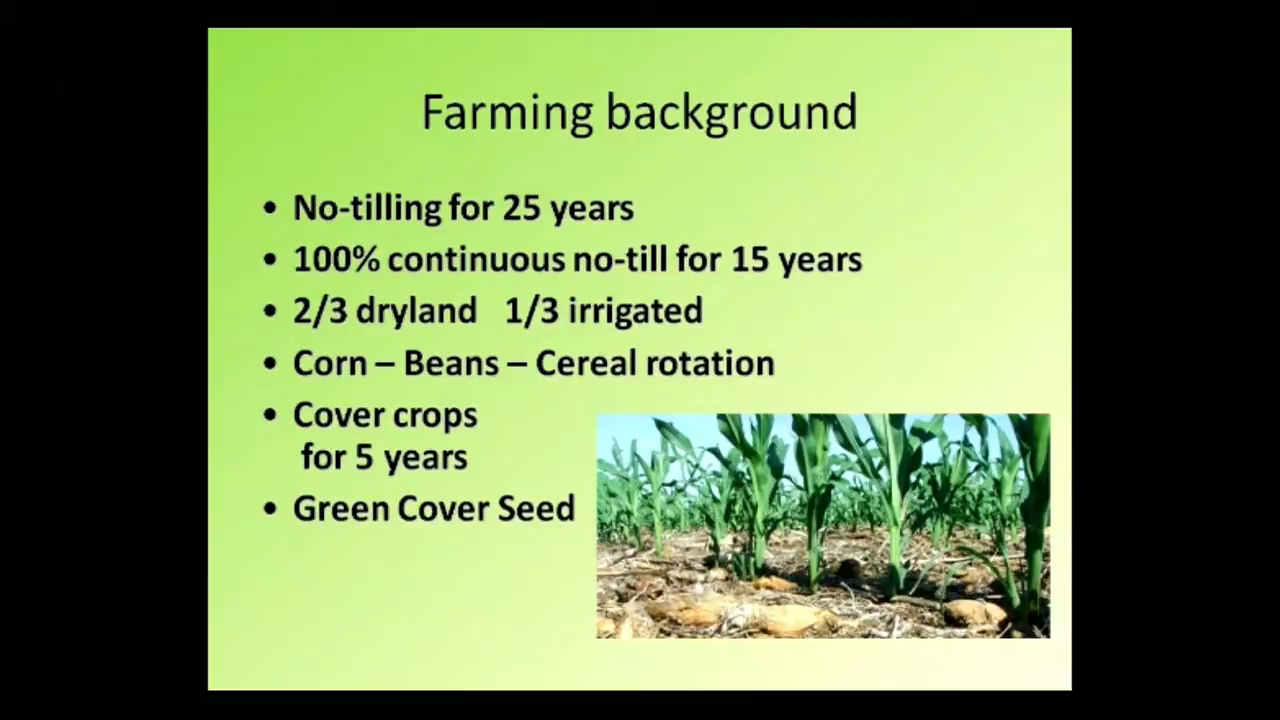 Farming background
• No-tilling for 25 years
• 100% continuous no-till for 15 years
• 2/3 dryland 1/3 irrigated
• Corn – Beans – Cereal rotation
• Cover crops
for 5 years
• Green Cover Seed